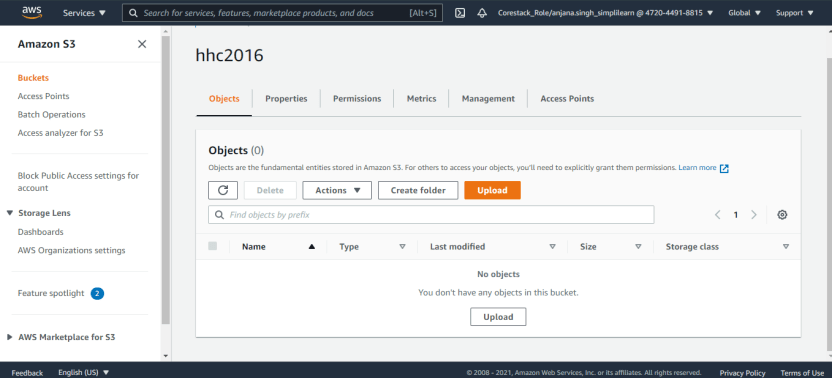 aws Services ▼ Search for services, features, marketplace products, and docs [Alt+S] Corestack_Role/anjana.singh_simplilearn @ 4720-4491-8815 ▼ Global ▼ Support ▼
Amazon S3
Buckets
Access Points
Batch Operations
Access analyzer for S3
Block Public Access settings for
account
Storage Lens
Dashboards
AWS Organizations settings
Feature spotlight 2
AWS Marketplace for S3
hhc2016
Objects Properties Permissions Metrics Management Access Points
Objects (0)
Objects are the fundamental entities stored in Amazon S3. For others to access your objects, you'll need to explicitly grant them permissions. Learn more
Delete Actions ▼ Create folder Upload
Find objects by prefix 1
Name Type Last modified Size Storage class
No objects
You don't have any objects in this bucket.
Upload
Feedback English (US) ▼ © 2008 - 2021, Amazon Web Services, Inc. or its affiliates. All rights reserved. Privacy Policy Terms of Use